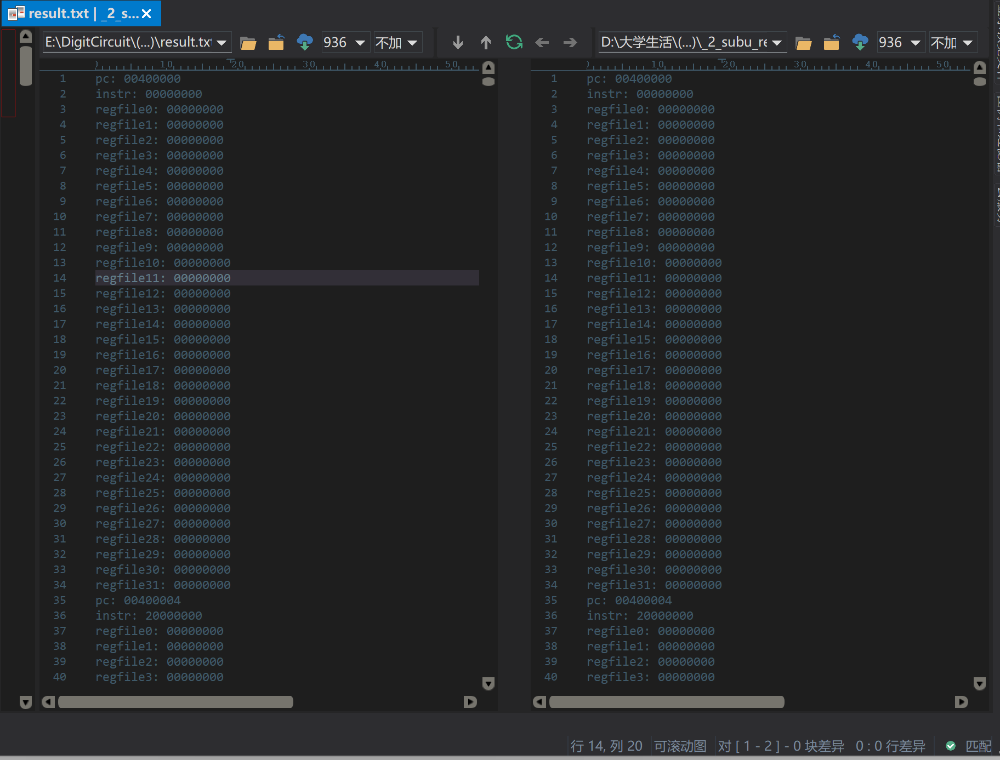 result.txt | _2_s...
E:\DigitCircuit\(...)\result.txt
936
不加
D:\大学生活\(...)\_2_subu_re
936
不加
0 10 20 30 40 50
1 pc: 00400000
2 instr: 00000000
3 regfile0: 00000000
4 regfile1: 00000000
5 regfile2: 00000000
6 regfile3: 00000000
7 regfile4: 00000000
8 regfile5: 00000000
9 regfile6: 00000000
10 regfile7: 00000000
11 regfile8: 00000000
12 regfile9: 00000000
13 regfile10: 00000000
14 regfile11: 00000000
15 regfile12: 00000000
16 regfile13: 00000000
17 regfile14: 00000000
18 regfile15: 00000000
19 regfile16: 00000000
20 regfile17: 00000000
21 regfile18: 00000000
22 regfile19: 00000000
23 regfile20: 00000000
24 regfile21: 00000000
25 regfile22: 00000000
26 regfile23: 00000000
27 regfile24: 00000000
28 regfile25: 00000000
29 regfile26: 00000000
30 regfile27: 00000000
31 regfile28: 00000000
32 regfile29: 00000000
33 regfile30: 00000000
34 regfile31: 00000000
35 pc: 00400004
36 instr: 20000000
37 regfile0: 00000000
38 regfile1: 00000000
39 regfile2: 00000000
40 regfile3: 00000000
0 10 20 30 40 50
1 pc: 00400000
2 instr: 00000000
3 regfile0: 00000000
4 regfile1: 00000000
5 regfile2: 00000000
6 regfile3: 00000000
7 regfile4: 00000000
8 regfile5: 00000000
9 regfile6: 00000000
10 regfile7: 00000000
11 regfile8: 00000000
12 regfile9: 00000000
13 regfile10: 00000000
14 regfile11: 00000000
15 regfile12: 00000000
16 regfile13: 00000000
17 regfile14: 00000000
18 regfile15: 00000000
19 regfile16: 00000000
20 regfile17: 00000000
21 regfile18: 00000000
22 regfile19: 00000000
23 regfile20: 00000000
24 regfile21: 00000000
25 regfile22: 00000000
26 regfile23: 00000000
27 regfile24: 00000000
28 regfile25: 00000000
29 regfile26: 00000000
30 regfile27: 00000000
31 regfile28: 00000000
32 regfile29: 00000000
33 regfile30: 00000000
34 regfile31: 00000000
35 pc: 00400004
36 instr: 20000000
37 regfile0: 00000000
38 regfile1: 00000000
39 regfile2: 00000000
40 regfile3: 00000000
行 14, 列 20 可滚动图 对 [ 1 - 2 ] - 0 块差异 0 : 0 行差异 匹配